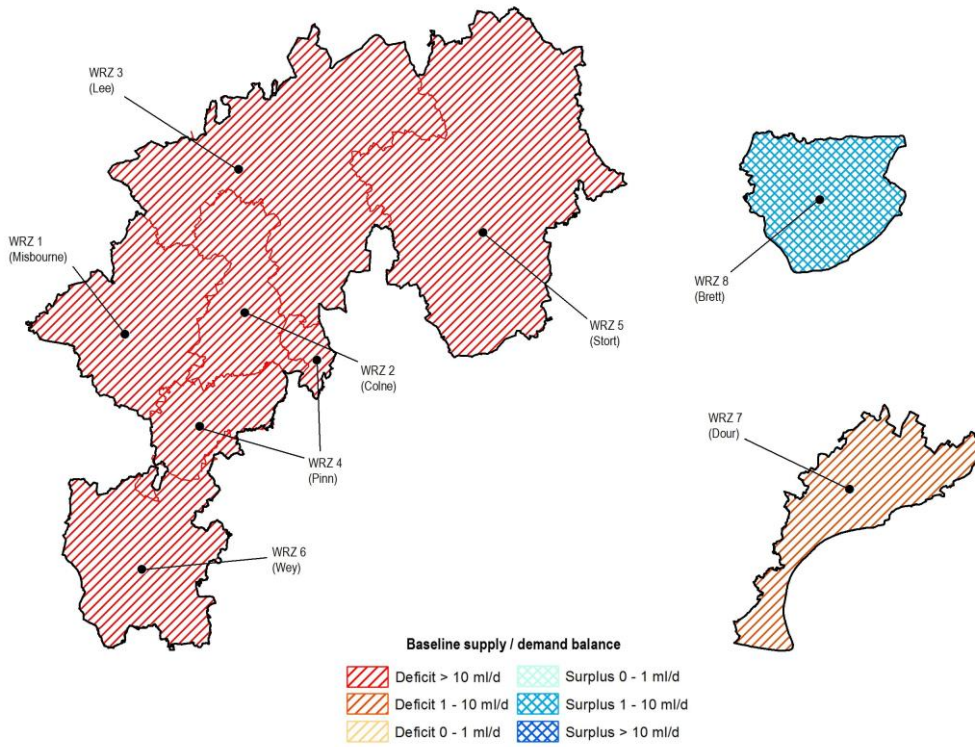 WRZ 3
(Lee)
WRZ 1
(Misbourne)
WRZ 8
(Brett)
WRZ 5
(Stort)
WRZ 2
(Colne)
WRZ 7
(Dour)
WRZ 4
(Pinn)
WRZ 6
(Wey)
Baseline supply / demand balance
Deficit > 10 ml/d
Surplus 0 - 1 ml/d
Deficit 1 - 10 ml/d
Surplus 1 - 10 ml/d
Deficit 0 - 1 ml/d
Surplus > 10 ml/d